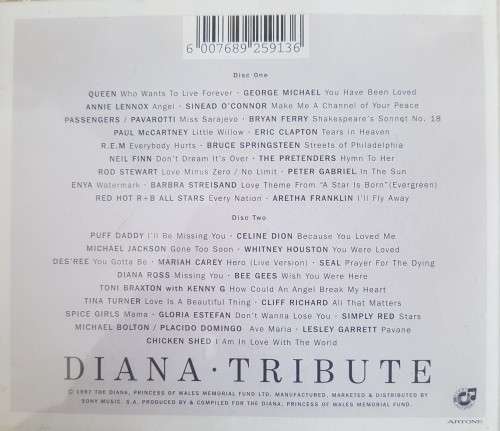 6 007689 259136
Disc One
QUEEN Who Wants To Live Forever · GEORGE MICHAEL You Have Been Loved
ANNIE LENNOX Angel · SINEAD O'CONNOR Make Me A Channel of Your Peace
PASSENGERS / PAVAROTTI Miss Sarajevo · BRYAN FERRY Shakespeare's Sonnet No. 18
PAUL McCARTNEY Little Willow · ERIC CLAPTON Tears in Heaven
R.E.M Everybody Hurts · BRUCE SPRINGSTEEN Streets of Philadelphia
NEIL FINN Don't Dream It's Over · THE PRETENDERS Hymn To Her
ROD STEWART Love Minus Zero / No Limit · PETER GABRIEL In The Sun
ENYA Watermark · BARBRA STREISAND Love Theme From "A Star Is Born"(Evergreen)
RED HOT R+B ALL STARS Every Nation · ARETHA FRANKLIN I'll Fly Away
Disc Two
PUFF DADDY I'll Be Missing You · CELINE DION Because You Loved Me
MICHAEL JACKSON Gone Too Soon · WHITNEY HOUSTON You Were Loved
DES'REE You Gotta Be · MARIAH CAREY Hero (Live Version) · SEAL Prayer For The Dying
DIANA ROSS Missing You · BEE GEES Wish You Were Here
TONI BRAXTON with KENNY G How Could An Angel Break My Heart
TINA TURNER Love Is A Beautiful Thing · CLIFF RICHARD All That Matters
SPICE GIRLS Mama · GLORIA ESTEFAN Don't Wanna Lose You · SIMPLY RED Stars
MICHAEL BOLTON / PLACIDO DOMINGO Ave Maria · LESLEY GARRETT Pavane
CHICKEN SHED I Am In Love With The World
DIANA · TRIBUTE
© 1997 THE DIANA, PRINCESS OF WALES MEMORIAL FUND LTD. MANUFACTURED, MARKETED & DISTRIBUTED BY
SONY MUSIC. S.A. PRODUCED BY & COMPILED FOR THE DIANA, PRINCESS OF WALES MEMORIAL FUND.
ARTONE